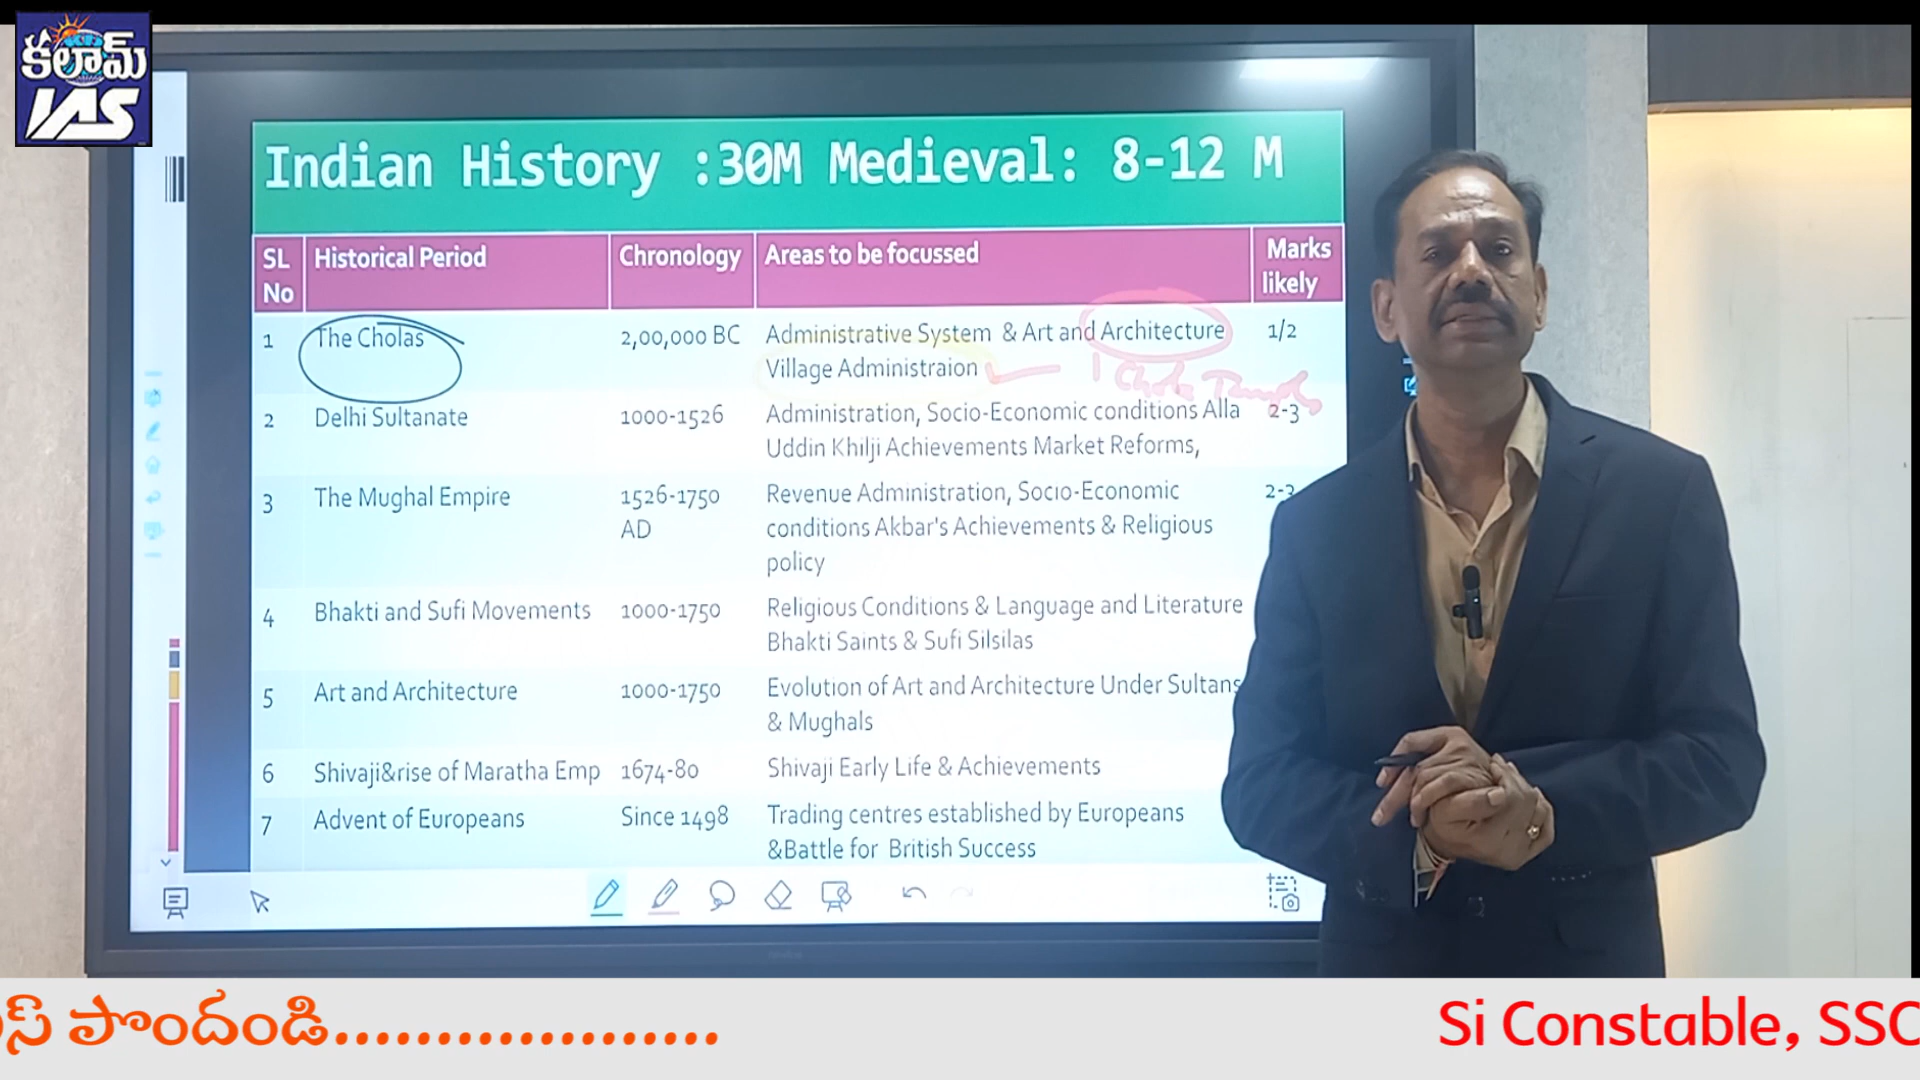 కలామ్
IAS
Indian History :30M Medieval: 8-12 M
SL No Historical Period Chronology Areas to be focussed Marks likely
1 The Cholas 2,00,000 BC Administrative System & Art and Architecture 1/2
Village Administraion
Chola Temples
2 Delhi Sultanate 1000-1526 Administration, Socio-Economic conditions Alla 2-3
Uddin Khilji Achievements Market Reforms,
3 The Mughal Empire 1526-1750 Revenue Administration, Socio-Economic 2-3
AD conditions Akbar's Achievements & Religious
policy
4 Bhakti and Sufi Movements 1000-1750 Religious Conditions & Language and Literature
Bhakti Saints & Sufi Silsilas
5 Art and Architecture 1000-1750 Evolution of Art and Architecture Under Sultans
& Mughals
6 Shivaji&rise of Maratha Emp 1674-80 Shivaji Early Life & Achievements
7 Advent of Europeans Since 1498 Trading centres established by Europeans
&Battle for British Success
పొందండి................... Si Constable, SSC